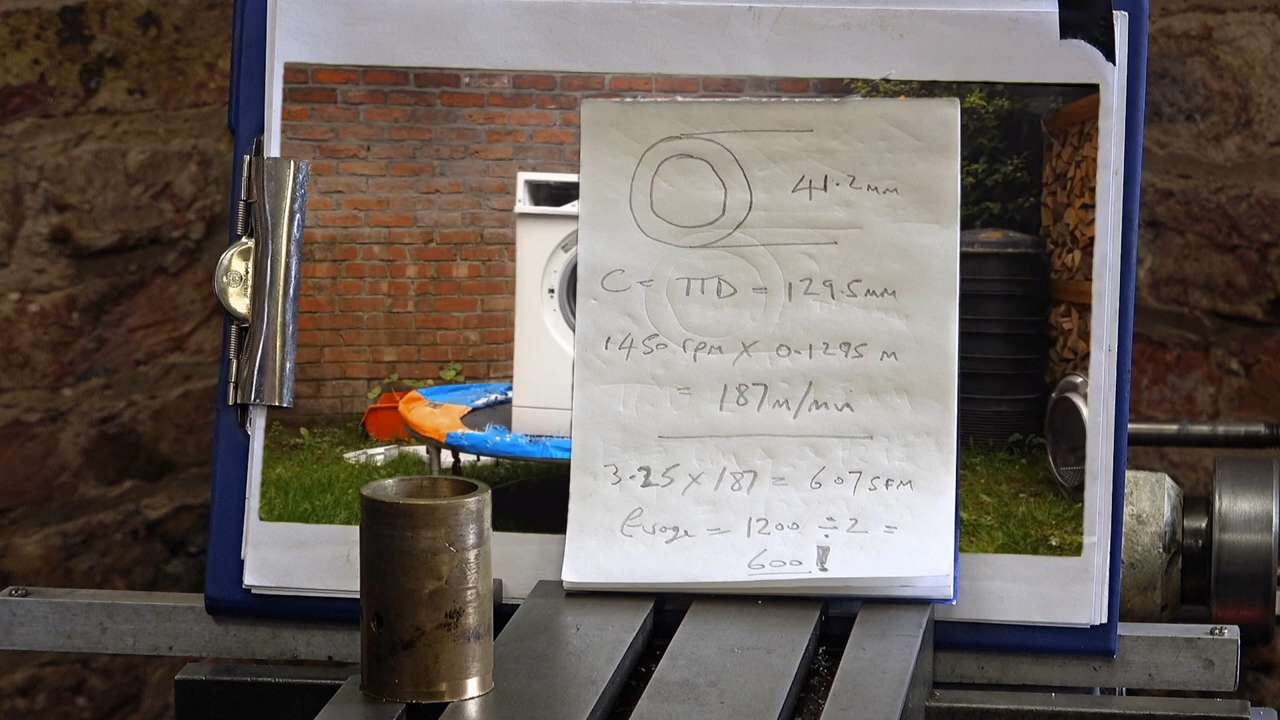 41.2mm
C = πD = 129.5mm
1450 rpm × 0.1295 m
= 187m/min
3.25 × 187 = 607 SFM
= 1200 ÷ 2 =
600!